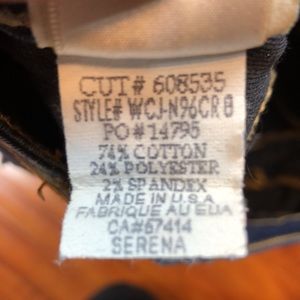 CUT# 608535
STYLE# WCJ-N96CR8
PO# 14795
74% COTTON
24% POLYESTER
2% SPANDEX
MADE IN U.S.A
FABRIQUE AU EUA
CA#67414
SERENA